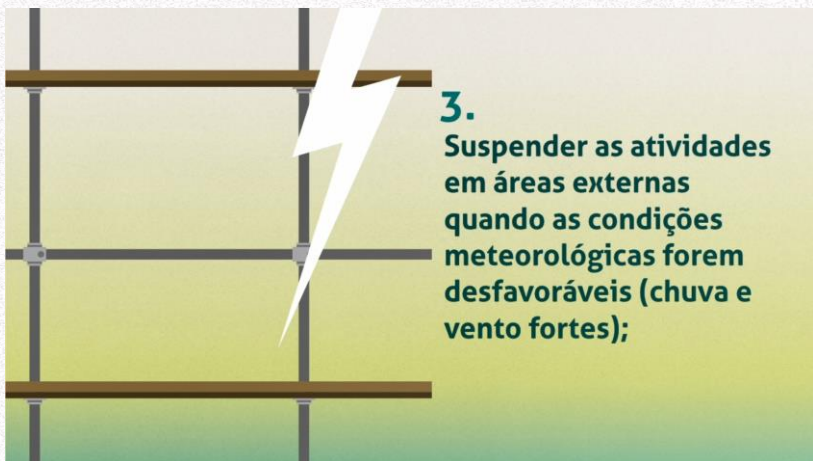 3.
Suspender as atividades
em áreas externas
quando as condições
meteorológicas forem
desfavoráveis (chuva e
vento fortes);